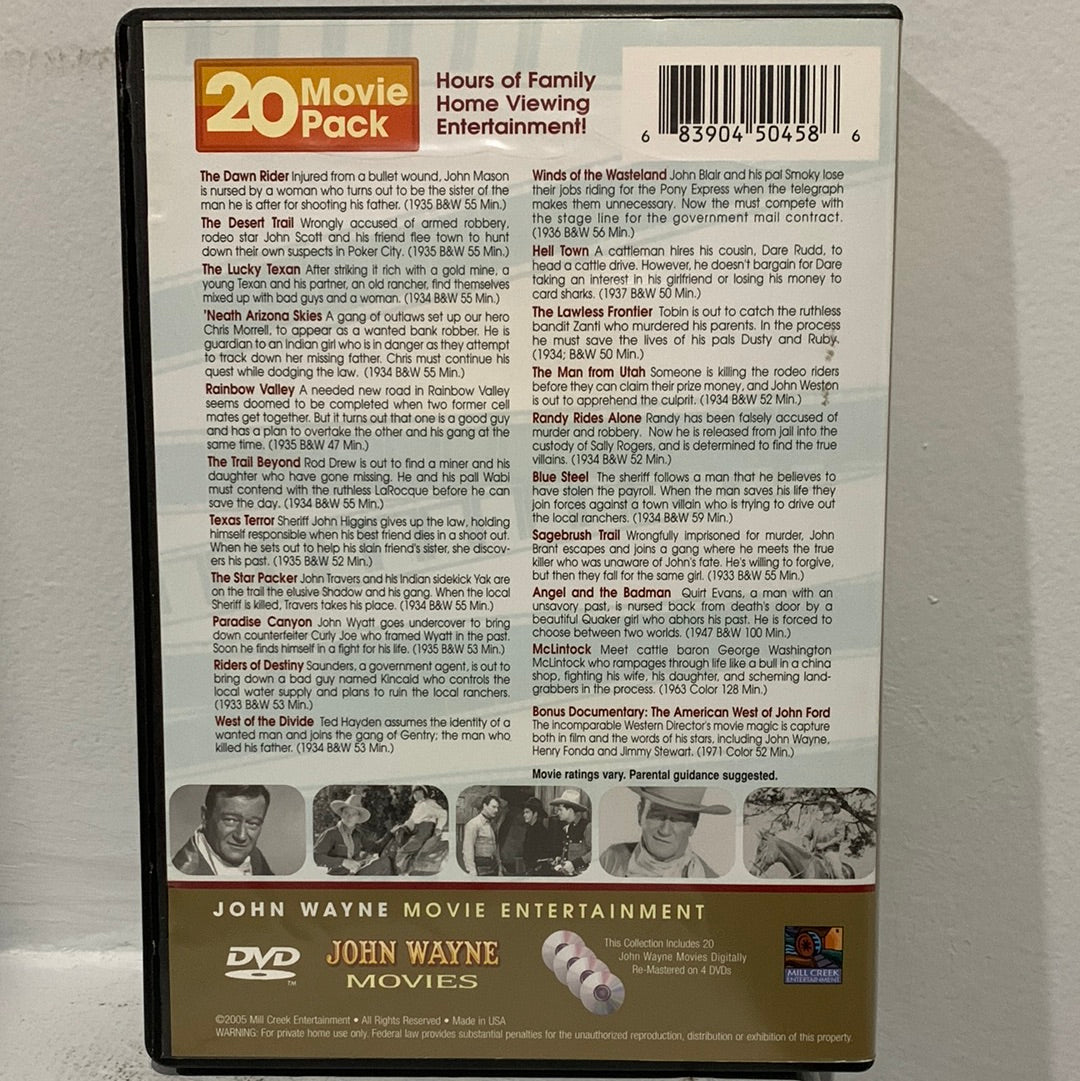 20 Movie
Pack
Hours of Family
Home Viewing
Entertainment!
6 83904 50458 6
The Dawn Rider Injured from a bullet wound, John Mason
is nursed by a woman who turns out to be the sister of the
man he is after for shooting his father. (1935 B&W 55 Min.)
The Desert Trail Wrongly accused of armed robbery,
rodeo star John Scott and his friend flee town to hunt
down their own suspects in Poker City. (1935 B&W 55 Min.)
The Lucky Texan After striking it rich with a gold mine, a
young Texan and his partner, an old rancher, find themselves
mixed up with bad guys and a woman. (1934 B&W 55 Min.)
'Neath Arizona Skies A gang of outlaws set up our hero
Chris Morrell, to appear as a wanted bank robber. He is
guardian to an Indian girl who is in danger as they attempt
to track down her missing father. Chris must continue his
quest while dodging the law. (1934 B&W 55 Min.)
Rainbow Valley A needed new road in Rainbow Valley
seems doomed to be completed when two former cell
mates get together. But it turns out that one is a good guy
and has a plan to overtake the other and his gang at the
same time. (1935 B&W 47 Min.)
The Trail Beyond Rod Drew is out to find a miner and his
daughter who have gone missing. He and his pal Wabi
must contend with the ruthless LaRocque before he can
save the day. (1934 B&W 55 Min.)
Texas Terror Sheriff John Higgins gives up the law, holding
himself responsible when his best friend dies in a shoot out.
When he sets out to help his slain friend's sister, she discov-
ers his past. (1935 B&W 52 Min.)
The Star Packer John Travers and his Indian sidekick Yak are
on the trail the elusive Shadow and his gang. When the local
Sheriff is killed, Travers takes his place. (1934 B&W 55 Min.)
Paradise Canyon John Wyatt goes undercover to bring
down counterfeiter Curly Joe who framed Wyatt in the past.
Soon he finds himself in a fight for his life. (1935 B&W 53 Min.)
Riders of Destiny Saunders, a government agent, is out to
bring down a bad guy named Kincaid who controls the
local water supply and plans to ruin the local ranchers.
(1933 B&W 53 Min.)
West of the Divide Ted Hayden assumes the identity of a
wanted man and joins the gang of Gentry; the man who
killed his father. (1934 B&W 53 Min.)
Winds of the Wasteland John Blair and his pal Smoky lose
their jobs riding for the Pony Express when the telegraph
makes them unnecessary. Now the must compete with
the stage line for the government mail contract.
(1936 B&W 56 Min.)
Hell Town A cattleman hires his cousin, Dare Rudd, to
head a cattle drive. However, he doesn't bargain for Dare
taking an interest in his girlfriend or losing his money to
card sharks. (1937 B&W 50 Min.)
The Lawless Frontier Tobin is out to catch the ruthless
bandit Zanti who murdered his parents. In the process
he must save the lives of his pals Dusty and Ruby.
(1934; B&W 50 Min.)
The Man from Utah Someone is killing the rodeo riders
before they can claim their prize money, and John Weston
is out to apprehend the culprit. (1934 B&W 52 Min.)
Randy Rides Alone Randy has been falsely accused of
murder and robbery. Now he is released from jail into the
custody of Sally Rogers, and is determined to find the true
villains. (1934 B&W 52 Min.)
Blue Steel The sheriff follows a man that he believes to
have stolen the payroll. When the man saves his life they
join forces against a town villain who is trying to drive out
the local ranchers. (1934 B&W 59 Min.)
Sagebrush Trail Wrongfully imprisoned for murder, John
Brant escapes and joins a gang where he meets the true
killer who was unaware of John's fate. He's willing to forgive,
but then they fall for the same girl. (1933 B&W 55 Min.)
Angel and the Badman Quirt Evans, a man with an
unsavory past, is nursed back from death's door by a
beautiful Quaker girl who abhors his past. He is forced to
choose between two worlds. (1947 B&W 100 Min.)
McLintock Meet cattle baron George Washington
McLintock who rampages through life like a bull in a china
shop, fighting his wife, his daughter, and scheming land-
grabbers in the process. (1963 Color 128 Min.)
Bonus Documentary: The American West of John Ford
The incomparable Western Director's movie magic is capture
both in film and the words of his stars, including John Wayne,
Henry Fonda and Jimmy Stewart. (1971 Color 52 Min.)
Movie ratings vary. Parental guidance suggested.
JOHN WAYNE MOVIE ENTERTAINMENT
DVD
TM
JOHN WAYNE
MOVIES
This Collection Includes 20
John Wayne Movies Digitally
Re-Mastered on 4 DVDs
MILL CREEK
ENTERTAINMENT
©2005 Mill Creek Entertainment • All Rights Reserved • Made in USA
WARNING: For private home use only. Federal law provides substantial penalties for the unauthorized reproduction, distribution or exhibition of this property.